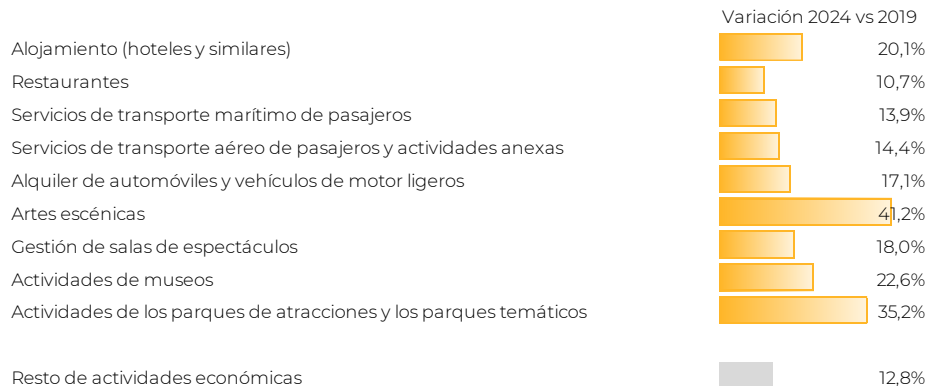 Variación 2024 vs 2019
Alojamiento (hoteles y similares) 20,1%
Restaurantes 10,7%
Servicios de transporte marítimo de pasajeros 13,9%
Servicios de transporte aéreo de pasajeros y actividades anexas 14,4%
Alquiler de automóviles y vehículos de motor ligeros 17,1%
Artes escénicas 41,2%
Gestión de salas de espectáculos 18,0%
Actividades de museos 22,6%
Actividades de los parques de atracciones y los parques temáticos 35,2%
Resto de actividades económicas 12,8%